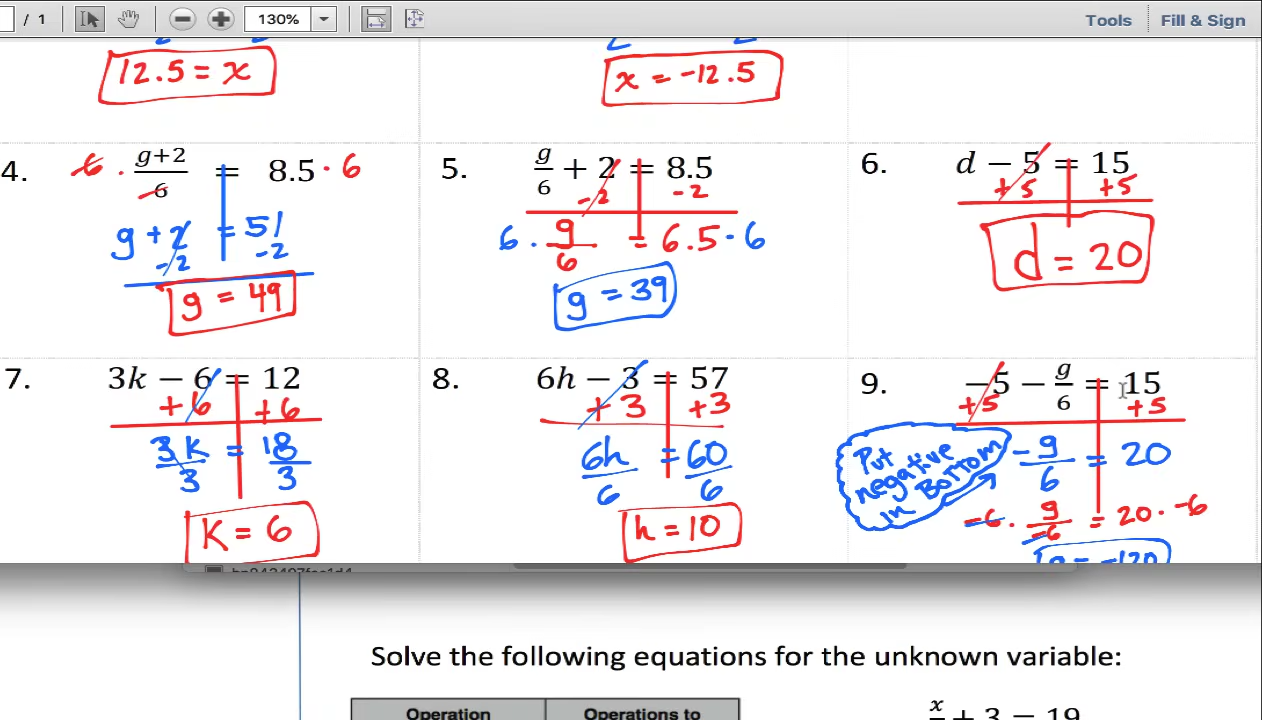 / 1
130%
Tools
Fill & Sign
12.5 = x
x = -12.5
4. 6 · g+2/6 = 8.5 · 6
g + 2 = 51
-2 -2
g = 49
5. g/6 + 2 = 8.5
-2 -2
6 · g/6 = 6.5 · 6
g = 39
6. d − 5 = 15
+5 +5
d = 20
7. 3k − 6 = 12
+6 +6
3k/3 = 18/3
K = 6
8. 6h − 3 = 57
+3 +3
6h/6 = 60/6
h = 10
9. −5 − g/6 = 15
+5 +5
-g/6 = 20
Put
negative
in Bottom
-6 · g/-6 = 20 · -6
g = -120
Solve the following equations for the unknown variable:
Operation
Operations to
x
+ 3 = 19